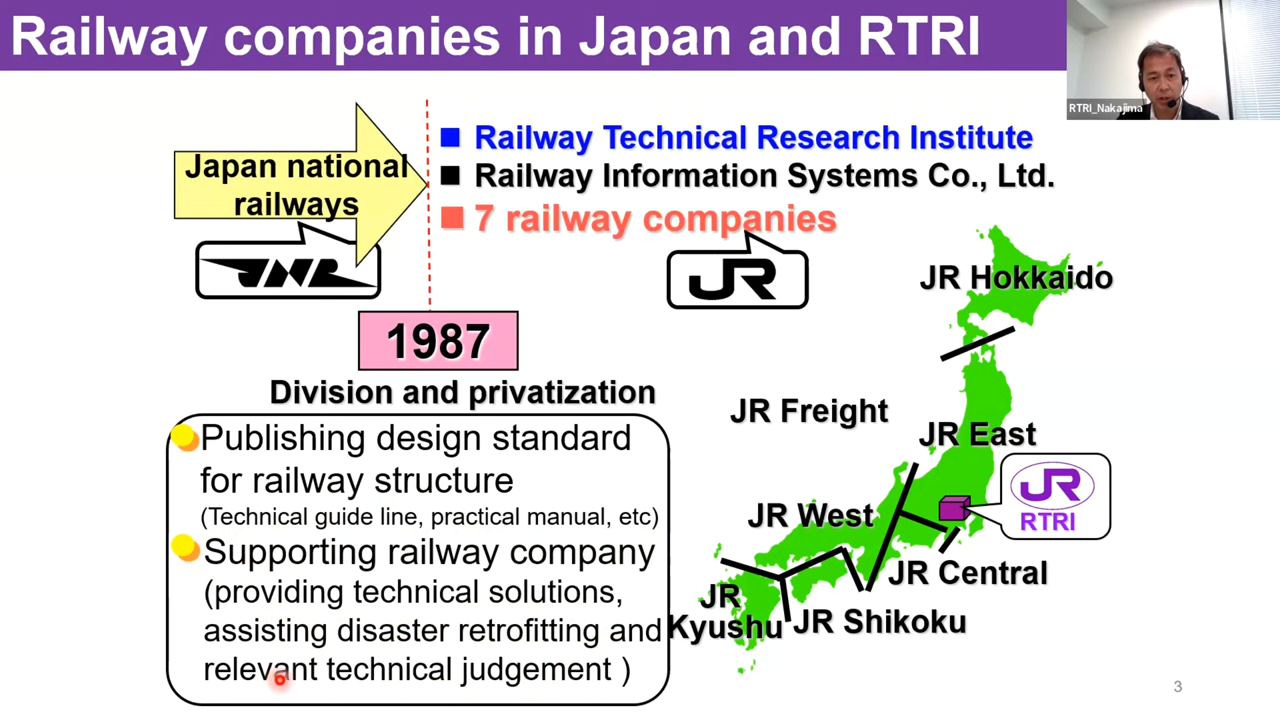 Railway companies in Japan and RTRI
RTRI_Nakajima
Japan national
railways
■ Railway Technical Research Institute
■ Railway Information Systems Co., Ltd.
■ 7 railway companies
JNR
JR
1987
Division and privatization
Publishing design standard
for railway structure
(Technical guide line, practical manual, etc)
Supporting railway company
(providing technical solutions,
assisting disaster retrofitting and
relevant technical judgement )
JR Hokkaido
JR Freight
JR East
JR
RTRI
JR West
JR Central
JR
Kyushu
JR Shikoku
3